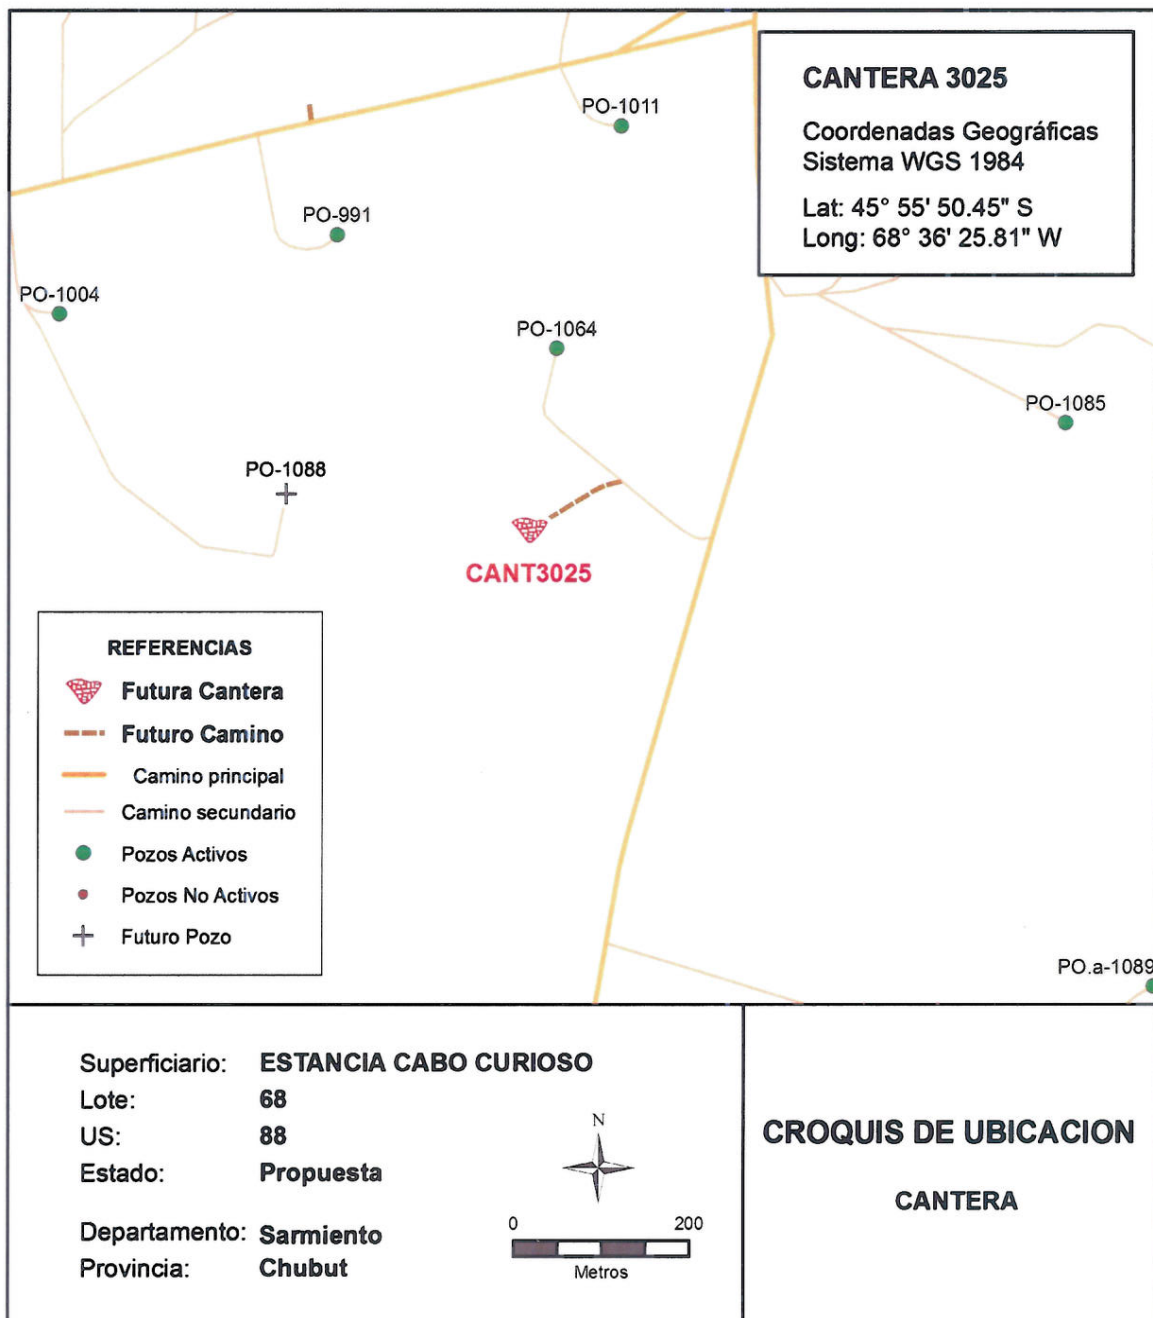 CANTERA 3025
Coordenadas Geográficas
Sistema WGS 1984
Lat: 45° 55' 50.45" S
Long: 68° 36' 25.81" W
PO-1011
PO-991
PO-1004
PO-1064
PO-1085
PO-1088
CANT3025
REFERENCIAS
Futura Cantera
Futuro Camino
Camino principal
Camino secundario
Pozos Activos
Pozos No Activos
Futuro Pozo
PO.a-1089
Superficiario: ESTANCIA CABO CURIOSO
Lote: 68
US: 88
Estado: Propuesta
Departamento: Sarmiento
Provincia: Chubut
N
0 200
Metros
CROQUIS DE UBICACION
CANTERA